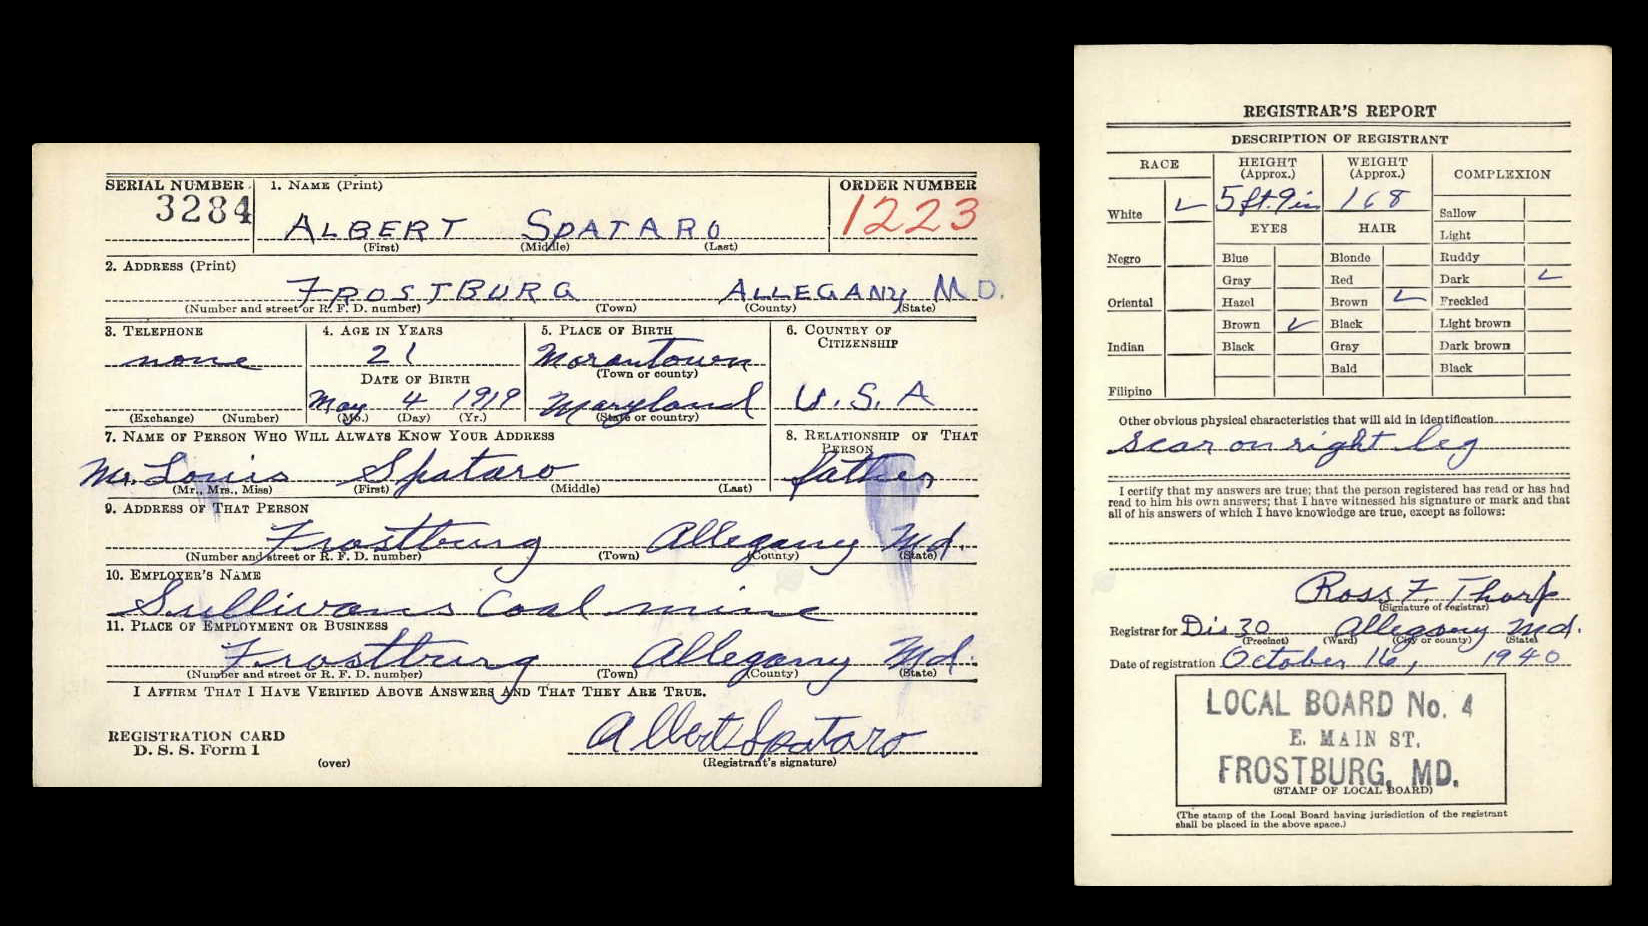 SERIAL NUMBER
1. NAME (Print)
ORDER NUMBER
3284
ALBERT SPATARO
1223
(First) (Middle) (Last)
2. ADDRESS (Print)
FROSTBURG ALLEGANY MD.
(Number and street or R. F. D. number) (Town) (County) (State)
3. TELEPHONE
none
(Exchange) (Number)
4. AGE IN YEARS
21
DATE OF BIRTH
May 4 1919
(Mo.) (Day) (Yr.)
5. PLACE OF BIRTH
Morantown
(Town or county)
Maryland
(State or country)
6. COUNTRY OF
CITIZENSHIP
U.S.A
7. NAME OF PERSON WHO WILL ALWAYS KNOW YOUR ADDRESS
Mr. Louis Spataro
(Mr., Mrs., Miss) (First) (Middle) (Last)
8. RELATIONSHIP OF THAT
PERSON
father
9. ADDRESS OF THAT PERSON
Frostburg Allegany Md.
(Number and street or R. F. D. number) (Town) (County) (State)
10. EMPLOYER'S NAME
Sullivans Coal mine
11. PLACE OF EMPLOYMENT OR BUSINESS
Frostburg Allegany Md.
(Number and street or R. F. D. number) (Town) (County) (State)
I AFFIRM THAT I HAVE VERIFIED ABOVE ANSWERS AND THAT THEY ARE TRUE.
REGISTRATION CARD
D. S. S. Form 1
(over)
Albert Spataro
(Registrant's signature)
REGISTRAR'S REPORT
DESCRIPTION OF REGISTRANT
RACE
White
Negro
Oriental
Indian
Filipino
HEIGHT
(Approx.)
5 ft. 9 in
WEIGHT
(Approx.)
168
EYES
Blue
Gray
Hazel
Brown
Black
HAIR
Blonde
Red
Brown
Black
Gray
Bald
COMPLEXION
Sallow
Light
Ruddy
Dark
Freckled
Light brown
Dark brown
Black
Other obvious physical characteristics that will aid in identification
scar on right leg
I certify that my answers are true; that the person registered has read or has had
read to him his own answers; that I have witnessed his signature or mark and that
all of his answers of which I have knowledge are true, except as follows:
Ross F. Thorp
(Signature of registrar)
Registrar for Dis 30 Allegany Md.
(Precinct) (Ward) (City or county) (State)
Date of registration October 16, 1940
LOCAL BOARD No. 4
E. MAIN ST.
FROSTBURG, MD.
(STAMP OF LOCAL BOARD)
(The stamp of the Local Board having jurisdiction of the registrant
shall be placed in the above space.)